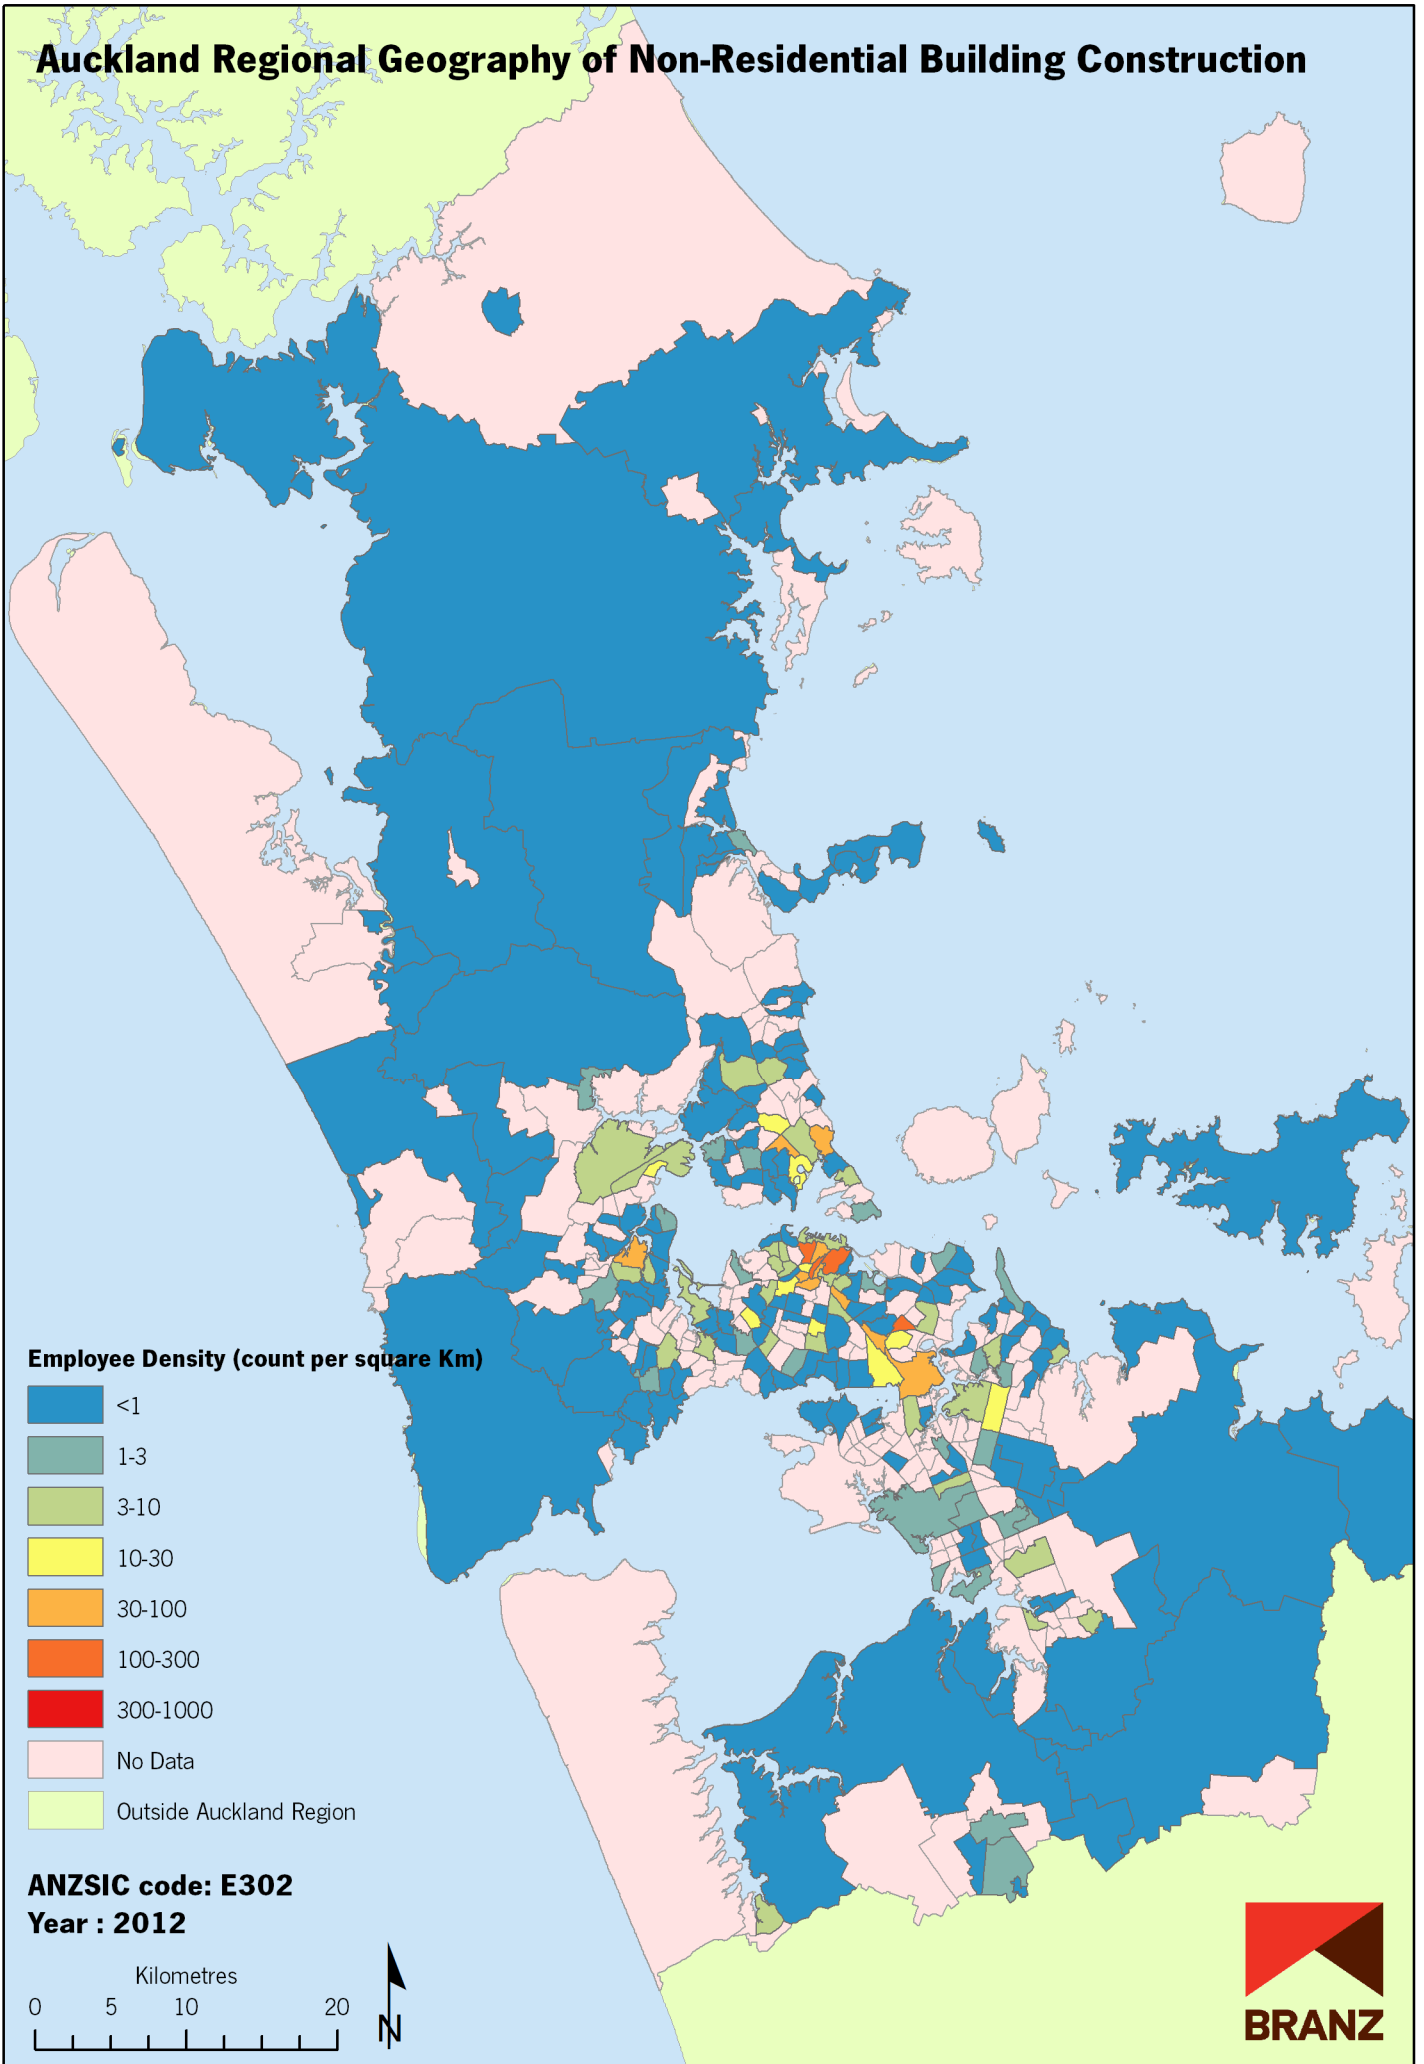 Auckland Regional Geography of Non-Residential Building Construction
Employee Density (count per square Km)
<1
1-3
3-10
10-30
30-100
100-300
300-1000
No Data
Outside Auckland Region
ANZSIC code: E302
Year : 2012
Kilometres
0 5 10 20
N
BRANZ